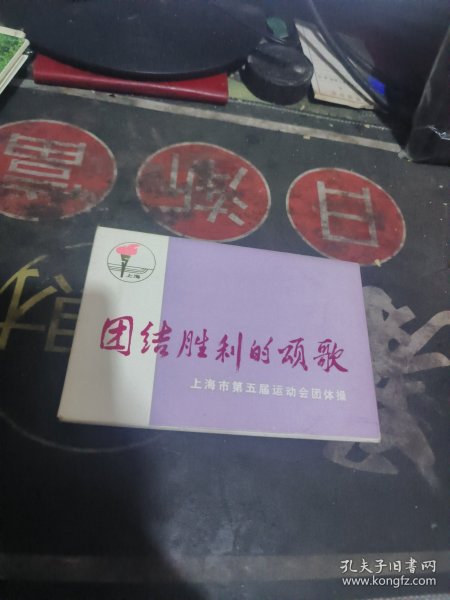 日
上海
团结胜利的颂歌
上海市第五届运动会团体操
孔夫子旧书网
www.kongfz.com